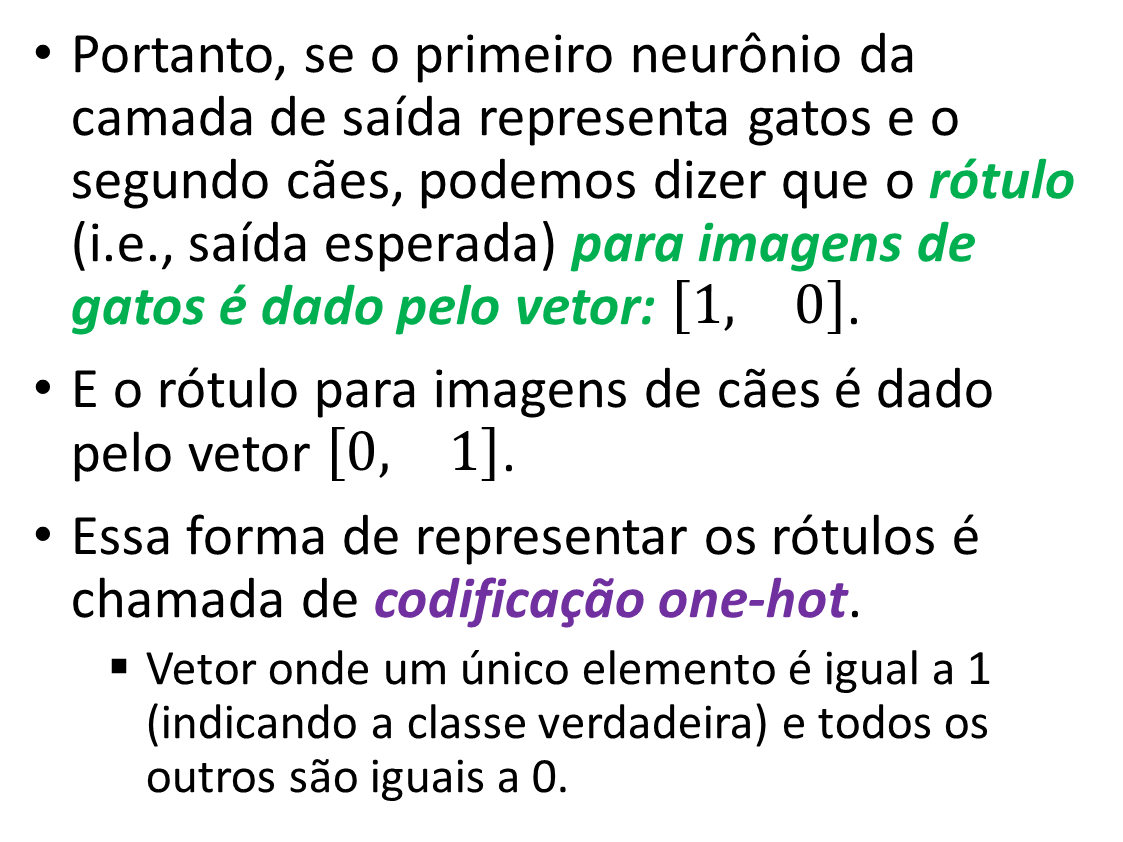 • Portanto, se o primeiro neurônio da
camada de saída representa gatos e o
segundo cães, podemos dizer que o rótulo
(i.e., saída esperada) para imagens de
gatos é dado pelo vetor: [1, 0].
• E o rótulo para imagens de cães é dado
pelo vetor [0, 1].
• Essa forma de representar os rótulos é
chamada de codificação one-hot.
▪ Vetor onde um único elemento é igual a 1
(indicando a classe verdadeira) e todos os
outros são iguais a 0.